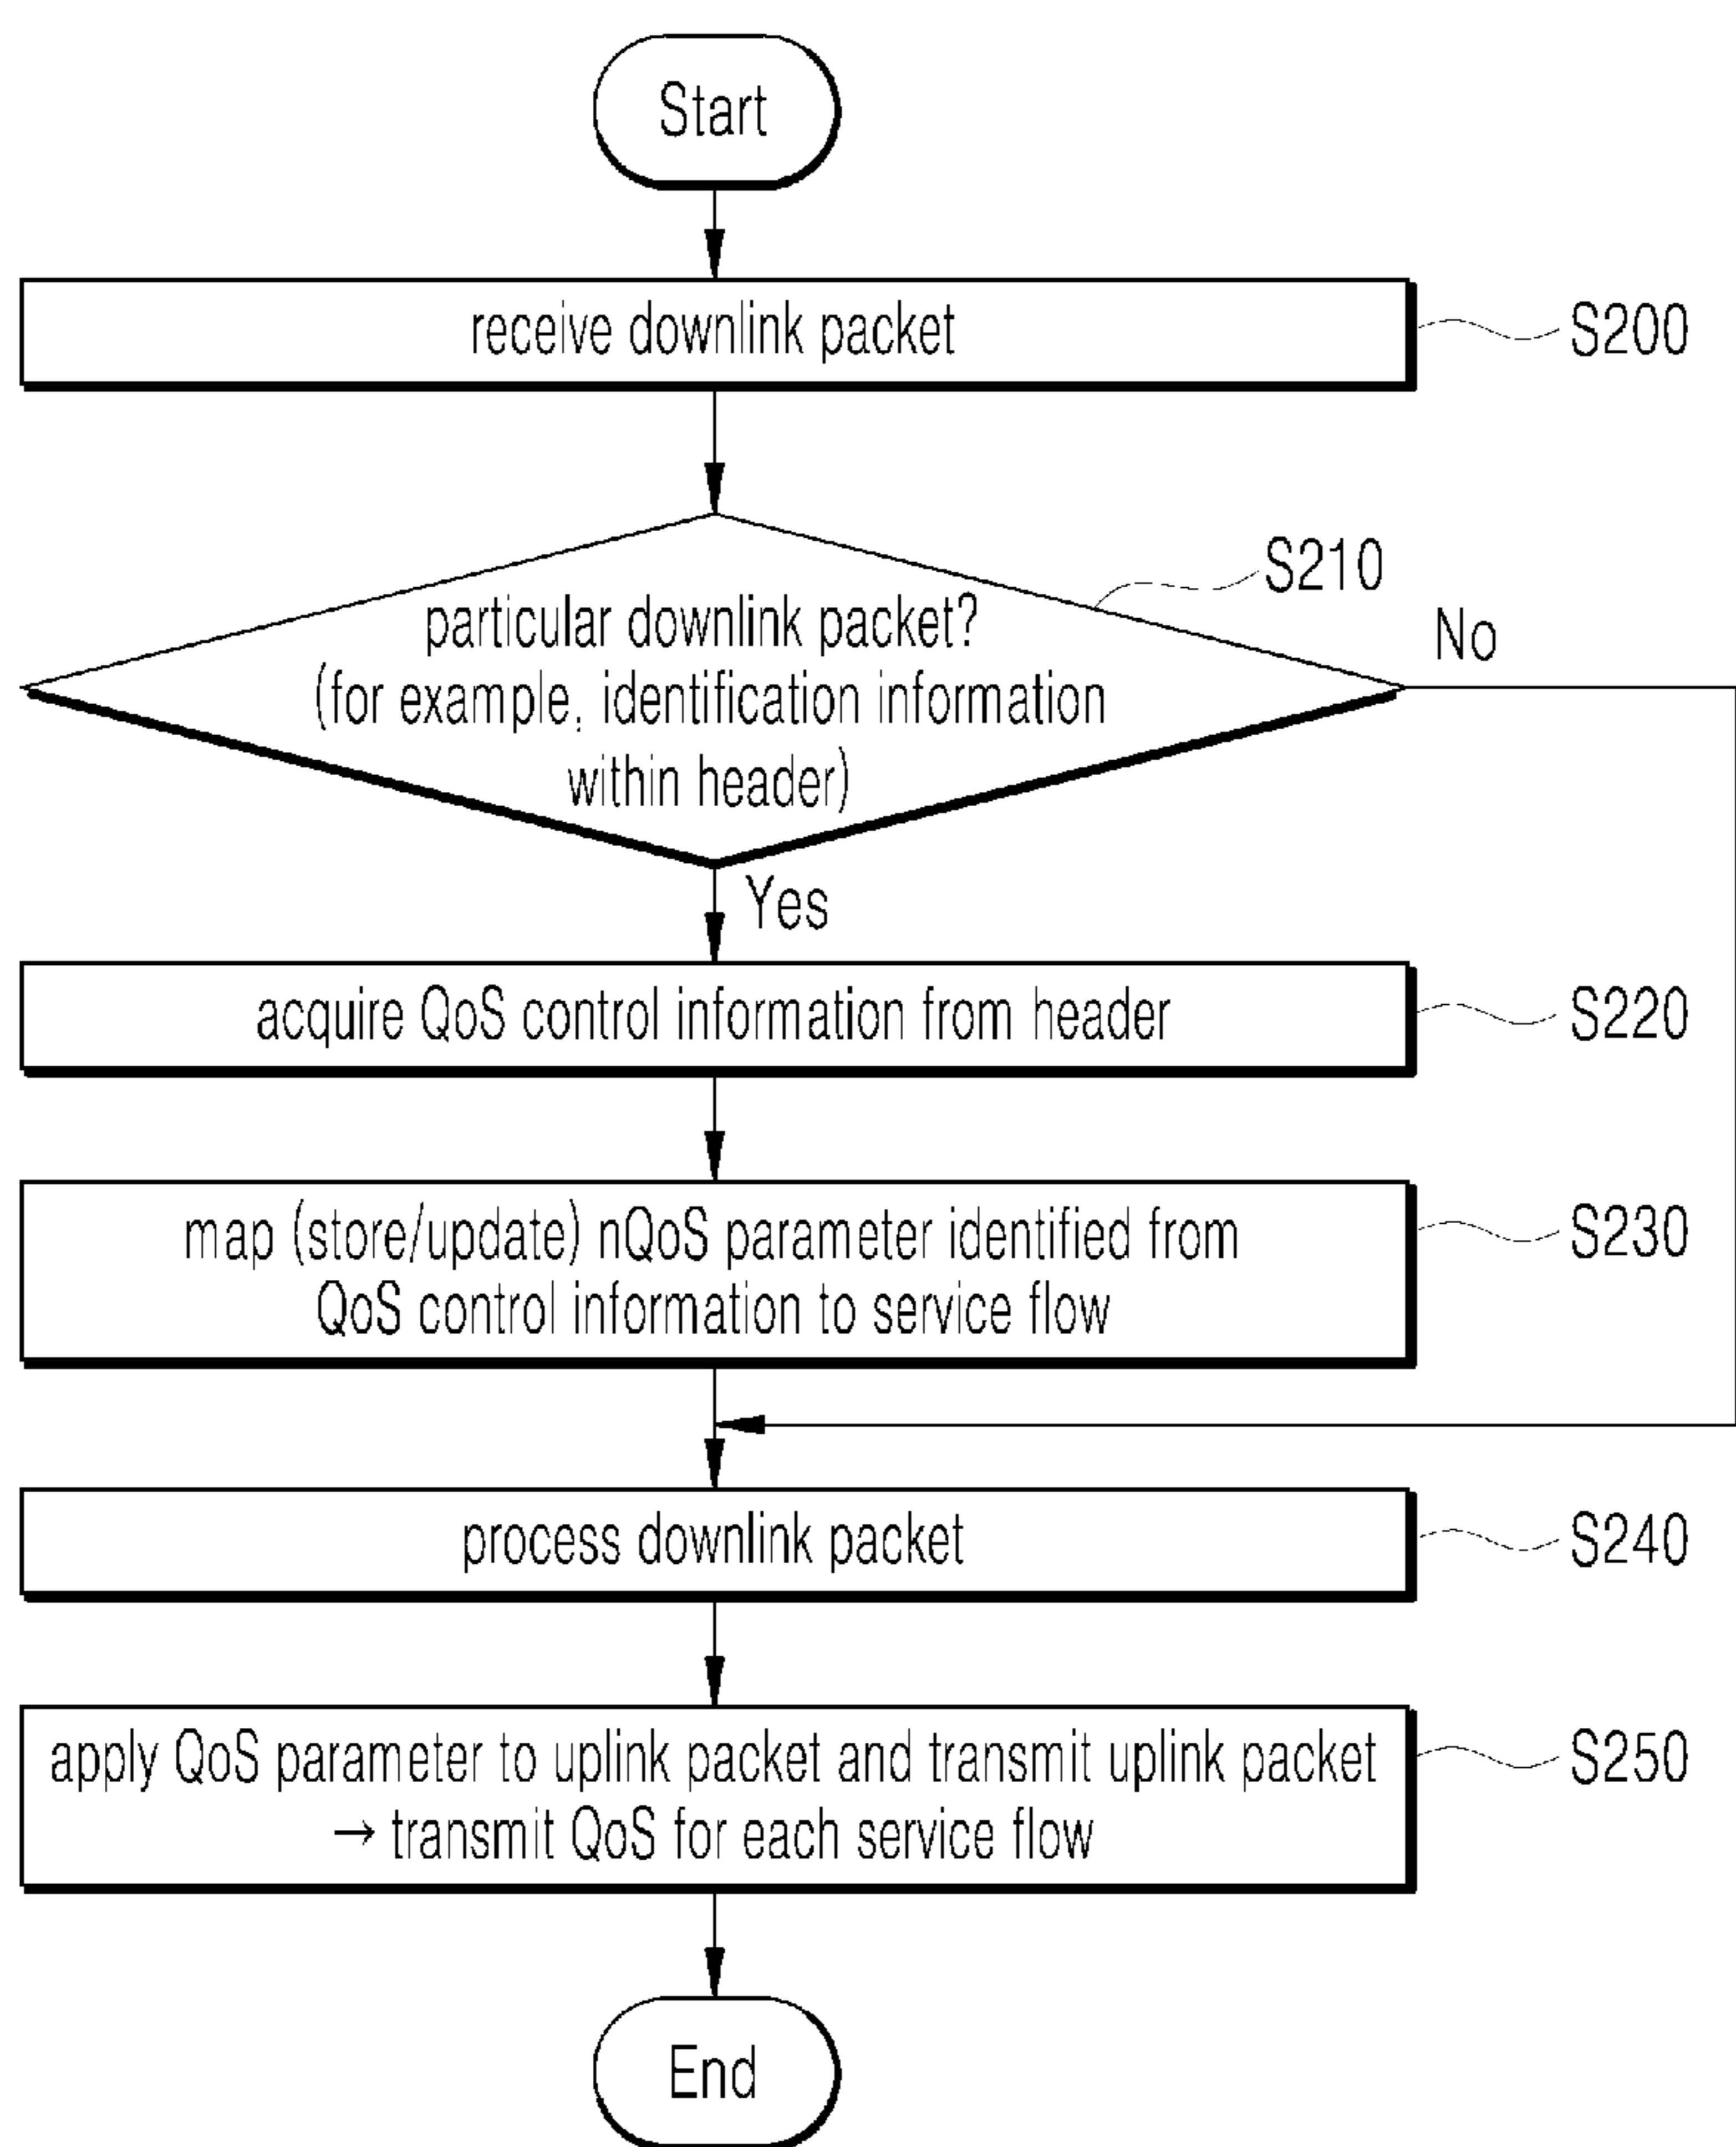 Start
receive downlink packet
S200
S210
particular downlink packet?
(for example, identification information
within header)
No
Yes
acquire QoS control information from header
S220
map (store/update) nQoS parameter identified from
QoS control information to service flow
S230
process downlink packet
S240
apply QoS parameter to uplink packet and transmit uplink packet
→ transmit QoS for each service flow
S250
End